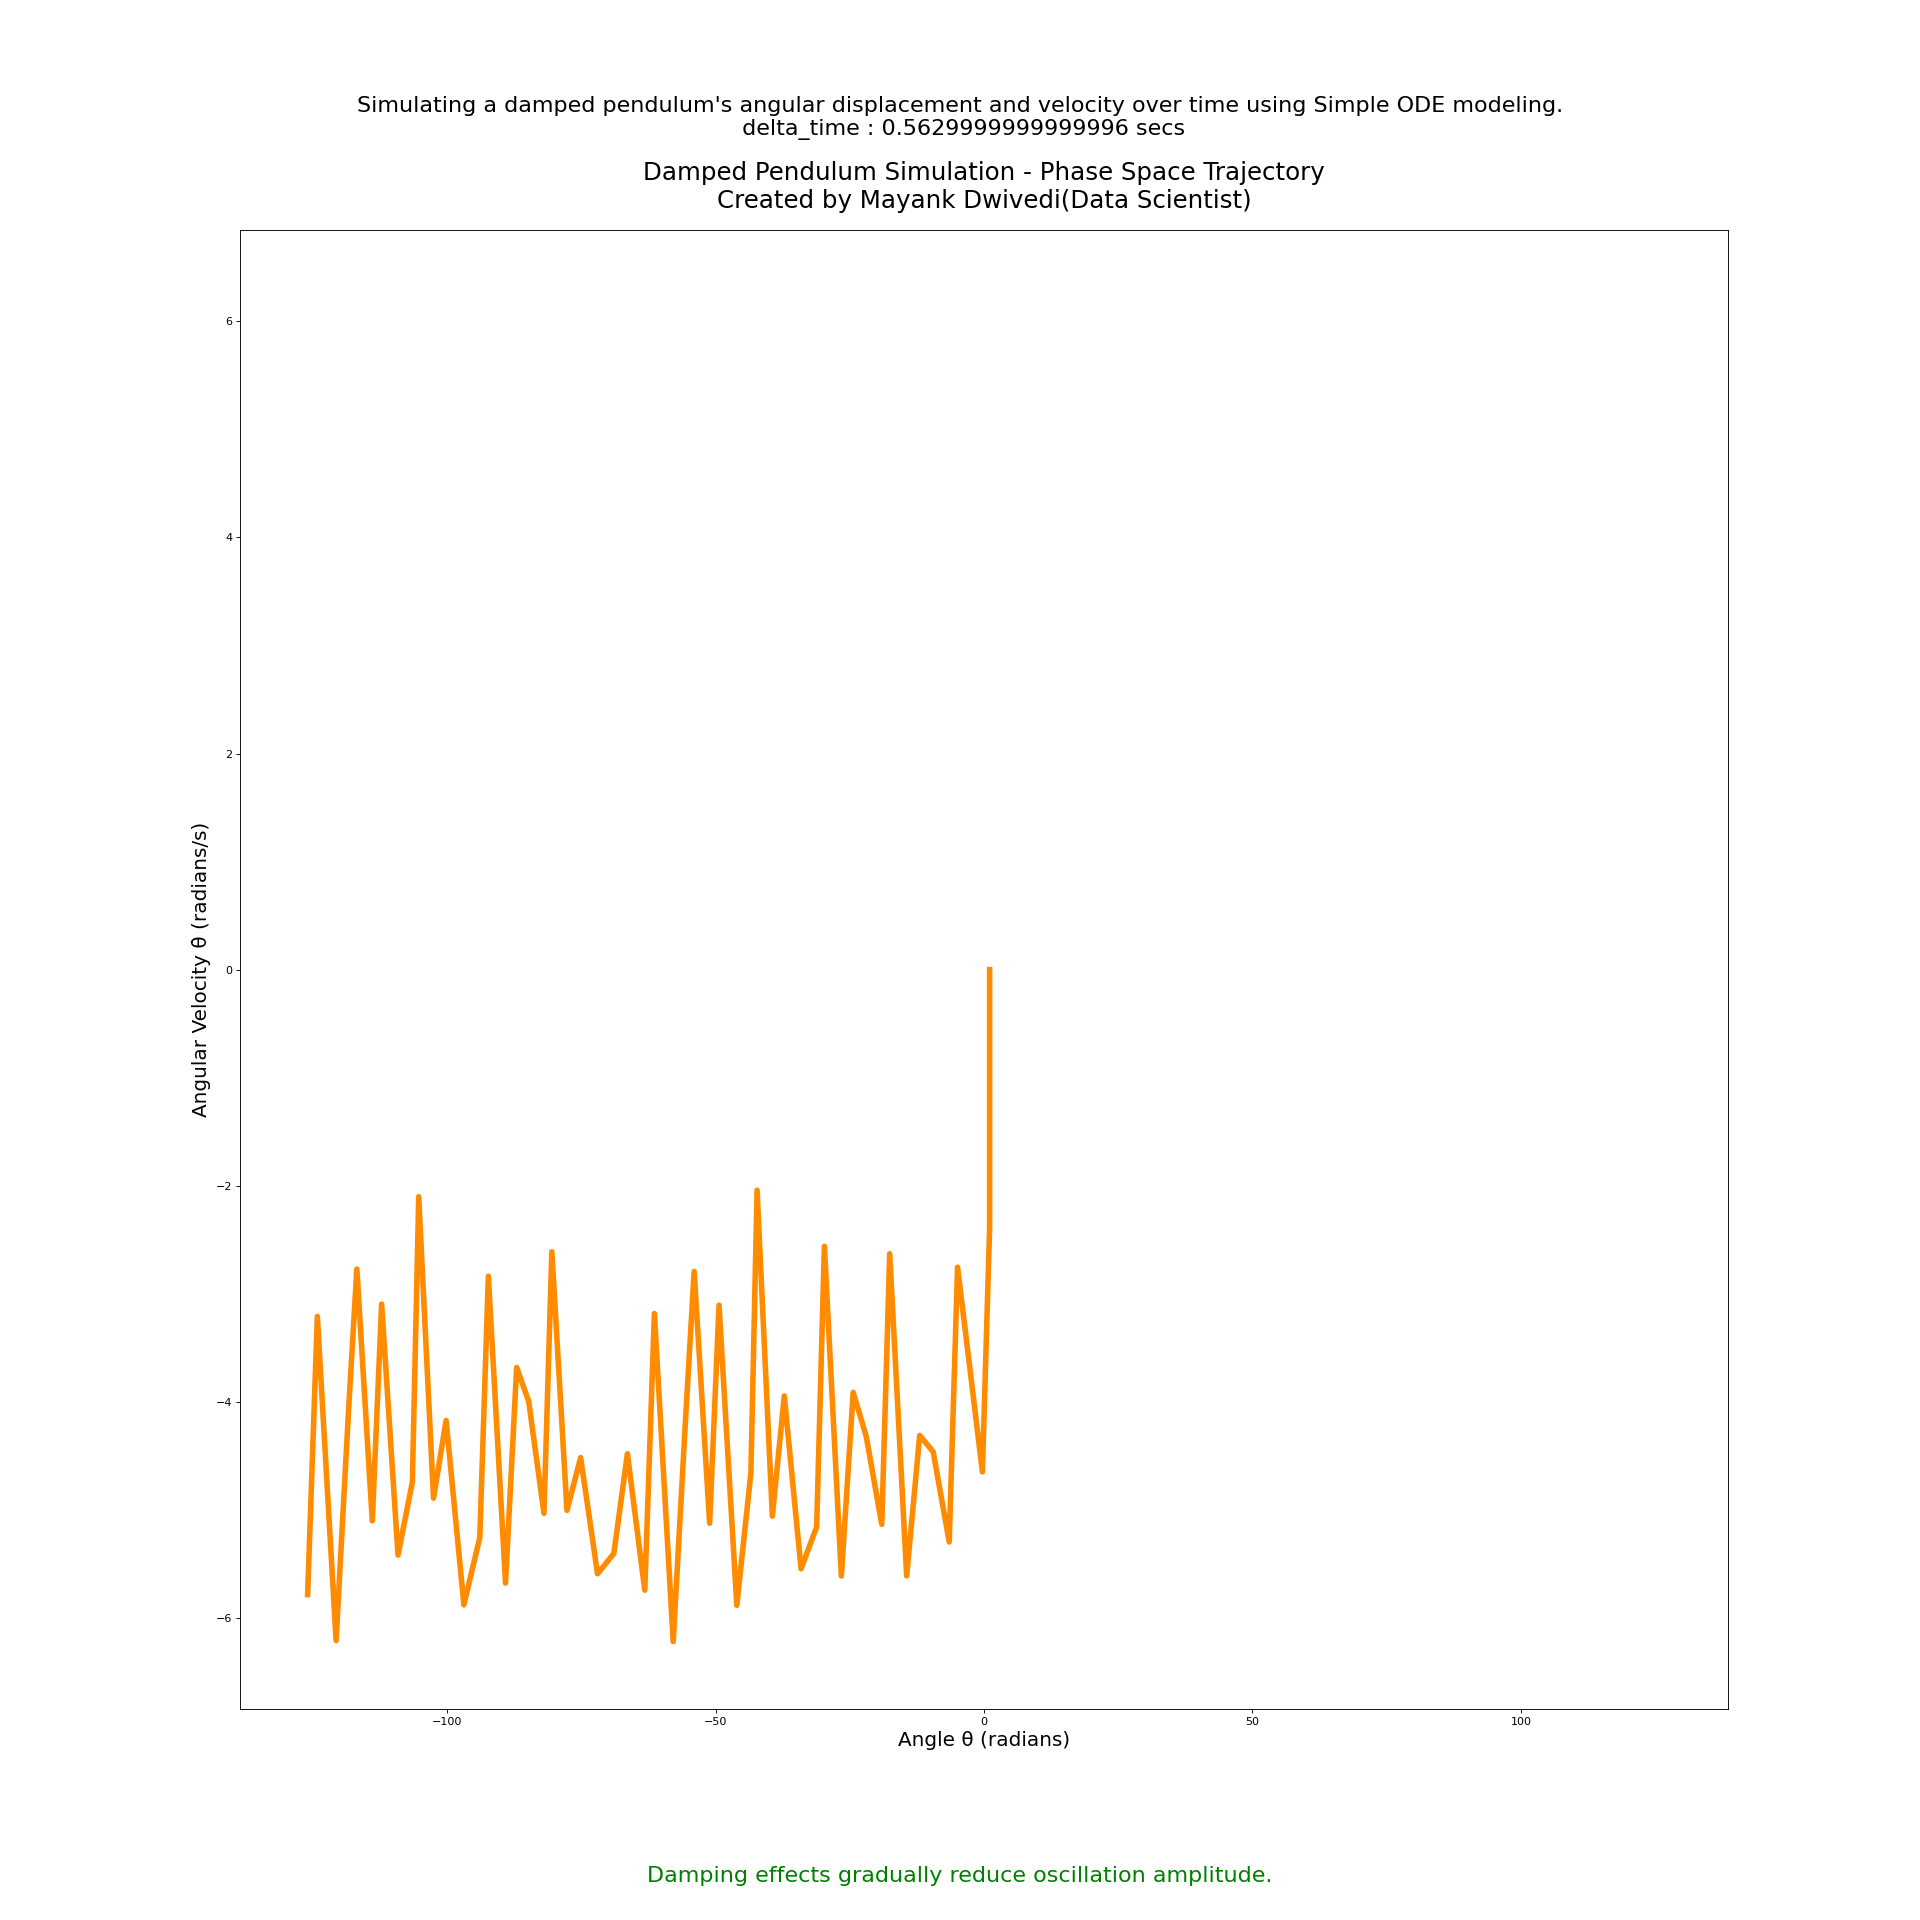 Simulating a damped pendulum's angular displacement and velocity over time using Simple ODE modeling.
delta_time : 0.5629999999999996 secs
Damped Pendulum Simulation - Phase Space Trajectory
Created by Mayank Dwivedi(Data Scientist)
6
4
2
0
−2
−4
−6
Angular Velocity θ (radians/s)
−100
−50
0
50
100
Angle θ (radians)
Damping effects gradually reduce oscillation amplitude.